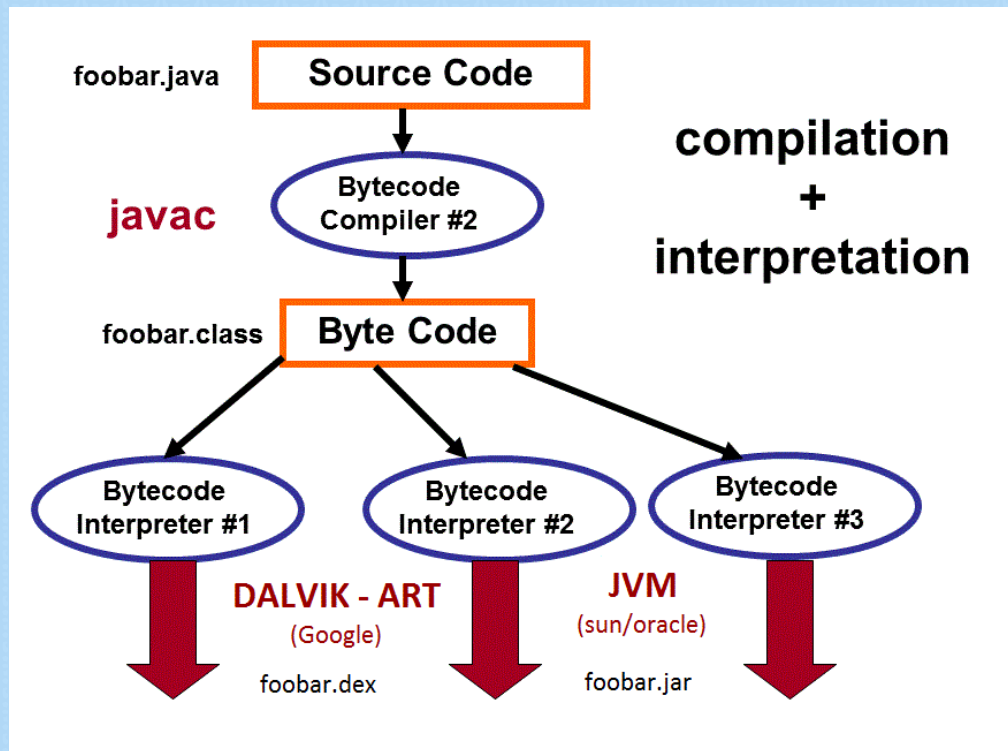 foobar.java
Source Code
compilation
+
interpretation
javac
Bytecode
Compiler #2
foobar.class
Byte Code
Bytecode
Interpreter #1
Bytecode
Interpreter #2
Bytecode
Interpreter #3
DALVIK - ART
(Google)
foobar.dex
JVM
(sun/oracle)
foobar.jar